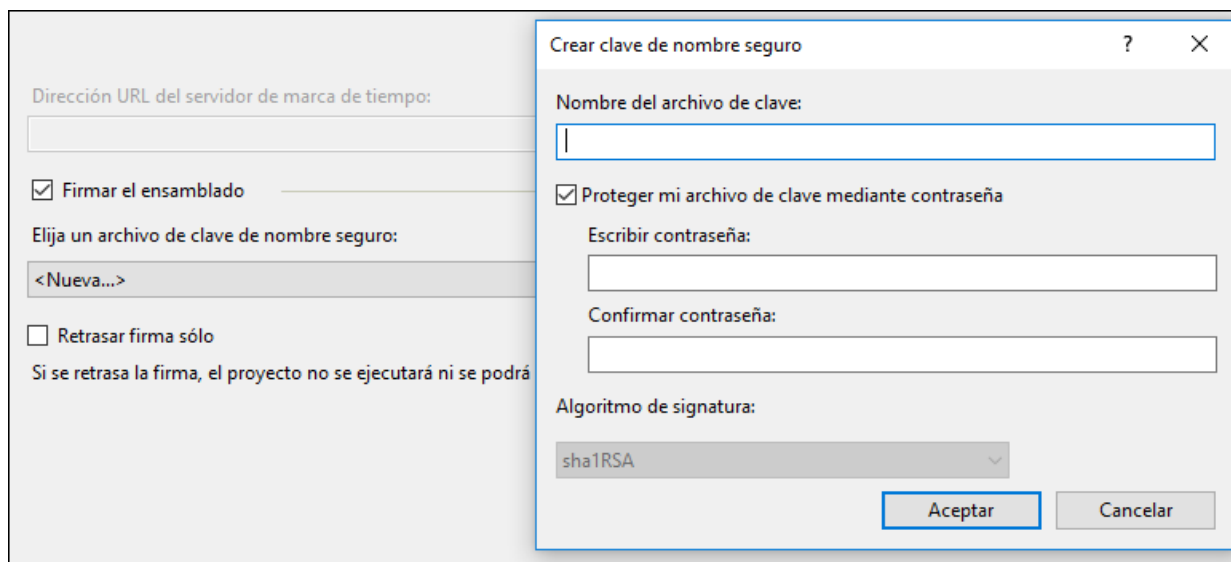 Dirección URL del servidor de marca de tiempo:
Firmar el ensamblado
Elija un archivo de clave de nombre seguro:
<Nueva...>
Retrasar firma sólo
Si se retrasa la firma, el proyecto no se ejecutará ni se podrá
Crear clave de nombre seguro
?
Nombre del archivo de clave:
Proteger mi archivo de clave mediante contraseña
Escribir contraseña:
Confirmar contraseña:
Algoritmo de signatura:
sha1RSA
Aceptar Cancelar